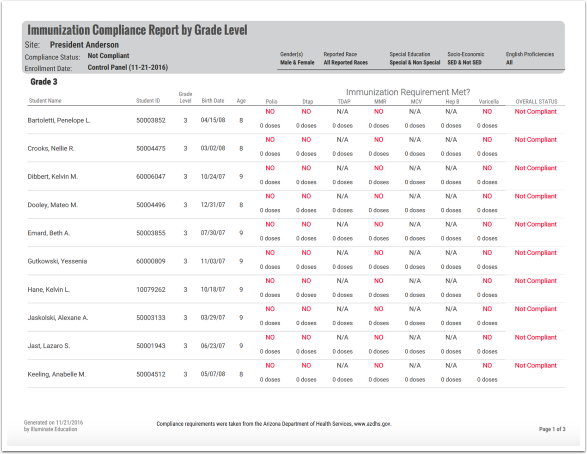 Immunization Compliance Report by Grade Level
Site: President Anderson
Compliance Status: Not Compliant
Enrollment Date: Control Panel (11-21-2016)
Gender(s) Reported Race Special Education Socio-Economic English Proficiencies
Male & Female All Reported Races Special & Non Special SED & Not SED All
Grade 3
Immunization Requirement Met?
Student Name Student ID Grade Level Birth Date Age Polio Dtap TDAP MMR MCV Hep B Varicella OVERALL STATUS
NO NO N/A NO N/A N/A NO Not Compliant
Bartoletti, Penelope L. 50003852 3 04/15/08 8
0 doses 0 doses 0 doses 0 doses 0 doses 0 doses 0 doses
NO NO N/A NO N/A N/A NO Not Compliant
Crooks, Nellie R. 50004475 3 03/02/08 8
0 doses 0 doses 0 doses 0 doses 0 doses 0 doses 0 doses
NO NO N/A NO N/A N/A NO Not Compliant
Dibbert, Kelvin M. 60006047 3 10/24/07 9
0 doses 0 doses 0 doses 0 doses 0 doses 0 doses 0 doses
NO NO N/A NO N/A N/A NO Not Compliant
Dooley, Mateo M. 50004496 3 12/31/07 8
0 doses 0 doses 0 doses 0 doses 0 doses 0 doses 0 doses
NO NO N/A NO N/A N/A NO Not Compliant
Emard, Beth A. 50003855 3 07/30/07 9
0 doses 0 doses 0 doses 0 doses 0 doses 0 doses 0 doses
NO NO N/A NO N/A N/A NO Not Compliant
Gutkowski, Yessenia 60000809 3 11/03/07 9
0 doses 0 doses 0 doses 0 doses 0 doses 0 doses 0 doses
NO NO N/A NO N/A N/A NO Not Compliant
Hane, Kelvin L. 10079262 3 10/18/07 9
0 doses 0 doses 0 doses 0 doses 0 doses 0 doses 0 doses
NO NO N/A NO N/A N/A NO Not Compliant
Jaskolski, Alexane A. 50003133 3 03/29/07 9
0 doses 0 doses 0 doses 0 doses 0 doses 0 doses 0 doses
NO NO N/A NO N/A N/A NO Not Compliant
Jast, Lazaro S. 50001943 3 06/23/07 9
0 doses 0 doses 0 doses 0 doses 0 doses 0 doses 0 doses
NO NO N/A NO N/A N/A NO Not Compliant
Keeling, Anabelle M. 50004512 3 05/07/08 8
0 doses 0 doses 0 doses 0 doses 0 doses 0 doses 0 doses
Generated on 11/21/2016
by Illuminate Education
Compliance requirements were taken from the Arizona Department of Health Services, www.azdhs.gov.
Page 1 of 3